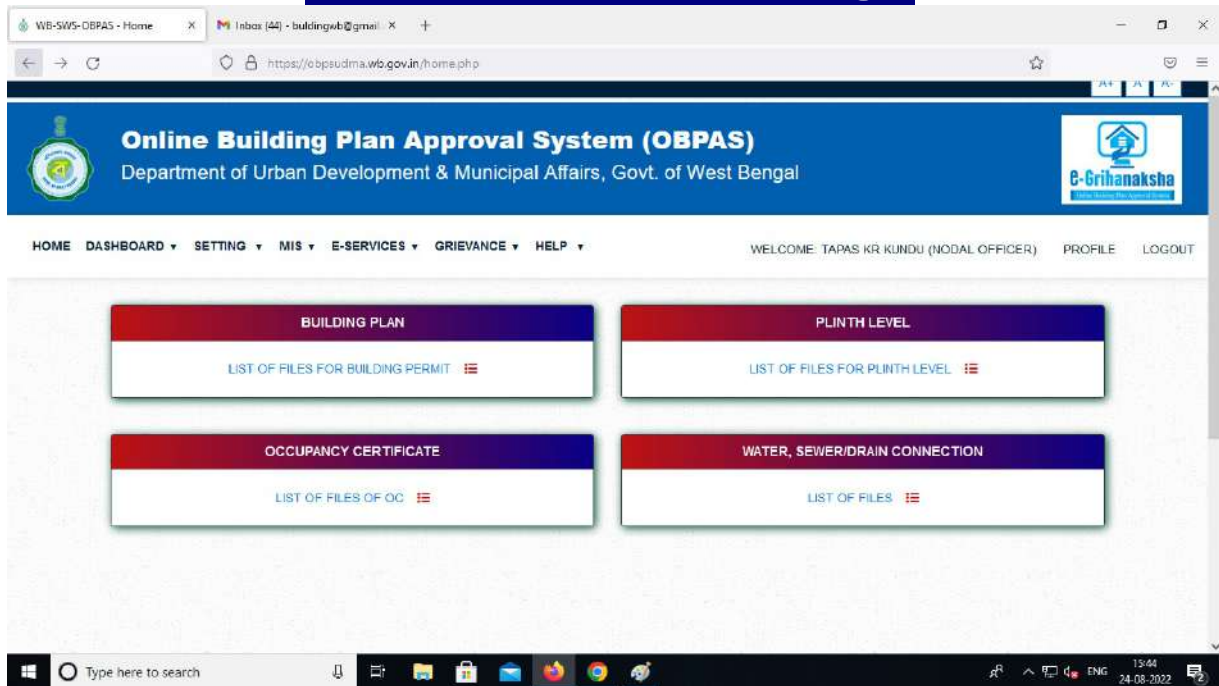 WB-SWS-OBPAS - Home
Inbox (44) - buldingwb@gmail.
https://obpsudma.wb.gov.in/home.php
A+ A A-
Online Building Plan Approval System (OBPAS)
Department of Urban Development & Municipal Affairs, Govt. of West Bengal
e-Grihanaksha
HOME DASHBOARD SETTING MIS E-SERVICES GRIEVANCE HELP WELCOME: TAPAS KR KUNDU (NODAL OFFICER) PROFILE LOGOUT
BUILDING PLAN
LIST OF FILES FOR BUILDING PERMIT
PLINTH LEVEL
LIST OF FILES FOR PLINTH LEVEL
OCCUPANCY CERTIFICATE
LIST OF FILES OF OC
WATER, SEWER/DRAIN CONNECTION
LIST OF FILES
Type here to search
ENG
15:44
24-08-2022
2